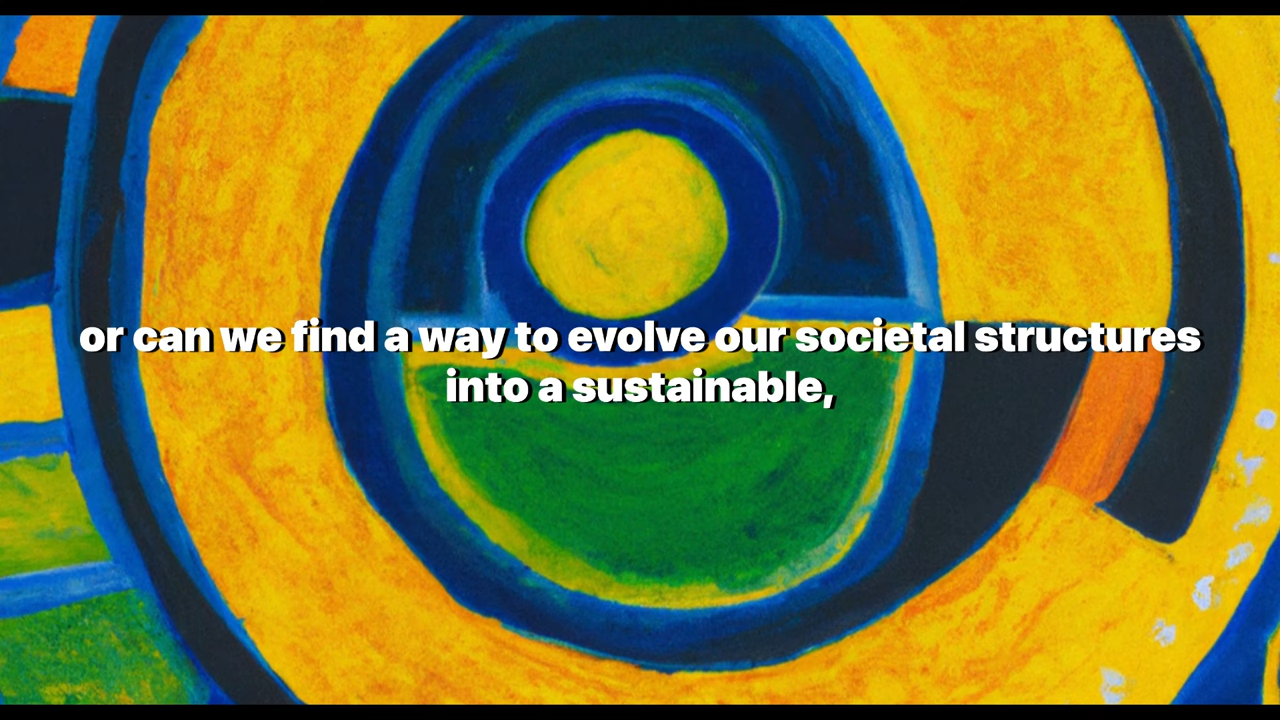 or can we find a way to evolve our societal structures
into a sustainable,